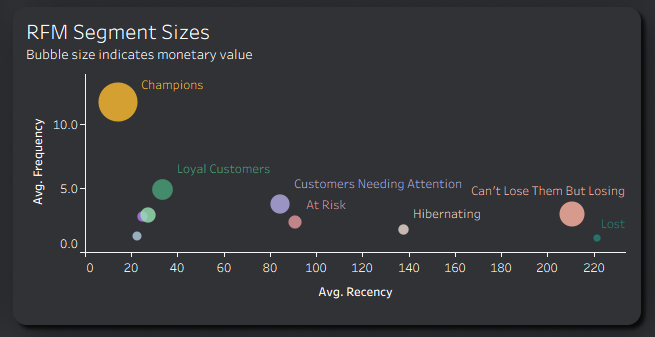 RFM Segment Sizes
Bubble size indicates monetary value
Champions
10.0
Avg. Frequency
Loyal Customers
5.0
Customers Needing Attention
Can't Lose Them But Losing
At Risk
Hibernating
Lost
0.0
0 20 40 60 80 100 120 140 160 180 200 220
Avg. Recency